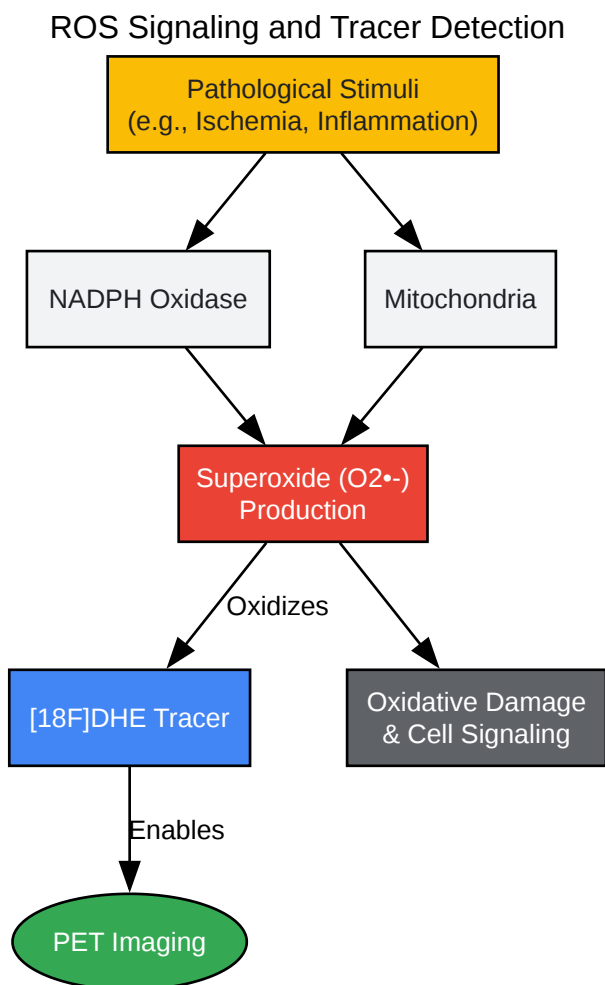 ROS Signaling and Tracer Detection
Pathological Stimuli
(e.g., Ischemia, Inflammation)
NADPH Oxidase
Mitochondria
Superoxide (O2•-)
Production
Oxidizes
[18F]DHE Tracer
Oxidative Damage
& Cell Signaling
Enables
PET Imaging